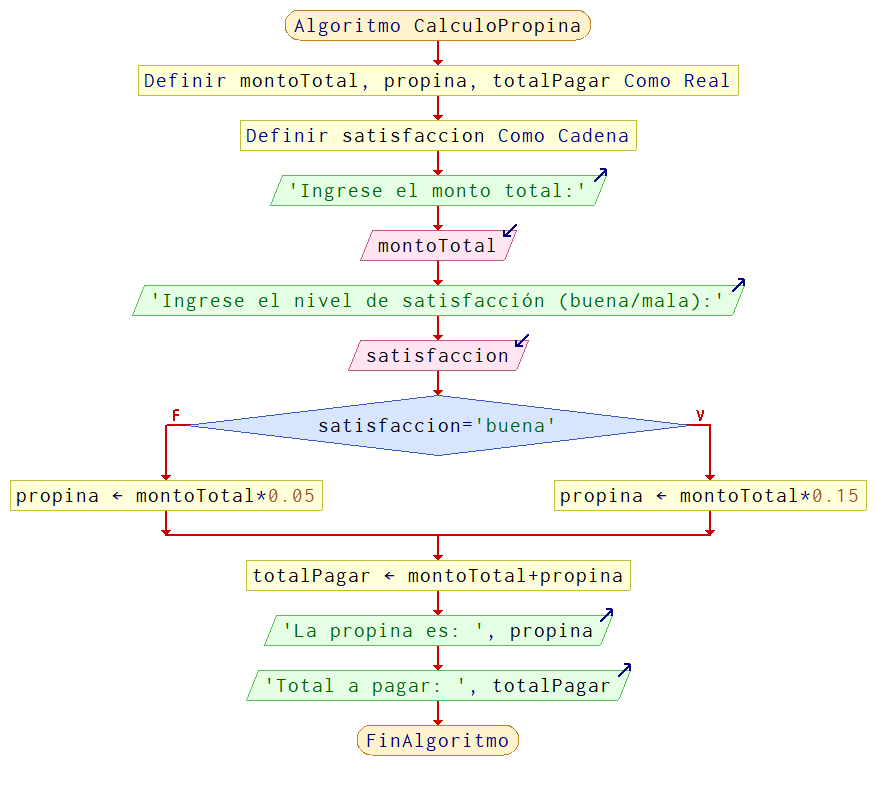 Algoritmo CalculoPropina
Definir montoTotal, propina, totalPagar Como Real
Definir satisfaccion Como Cadena
'Ingrese el monto total:'
montoTotal
'Ingrese el nivel de satisfacción (buena/mala):'
satisfaccion
F
V
satisfaccion='buena'
propina ← montoTotal*0.05
propina ← montoTotal*0.15
totalPagar ← montoTotal+propina
'La propina es: ', propina
'Total a pagar: ', totalPagar
FinAlgoritmo